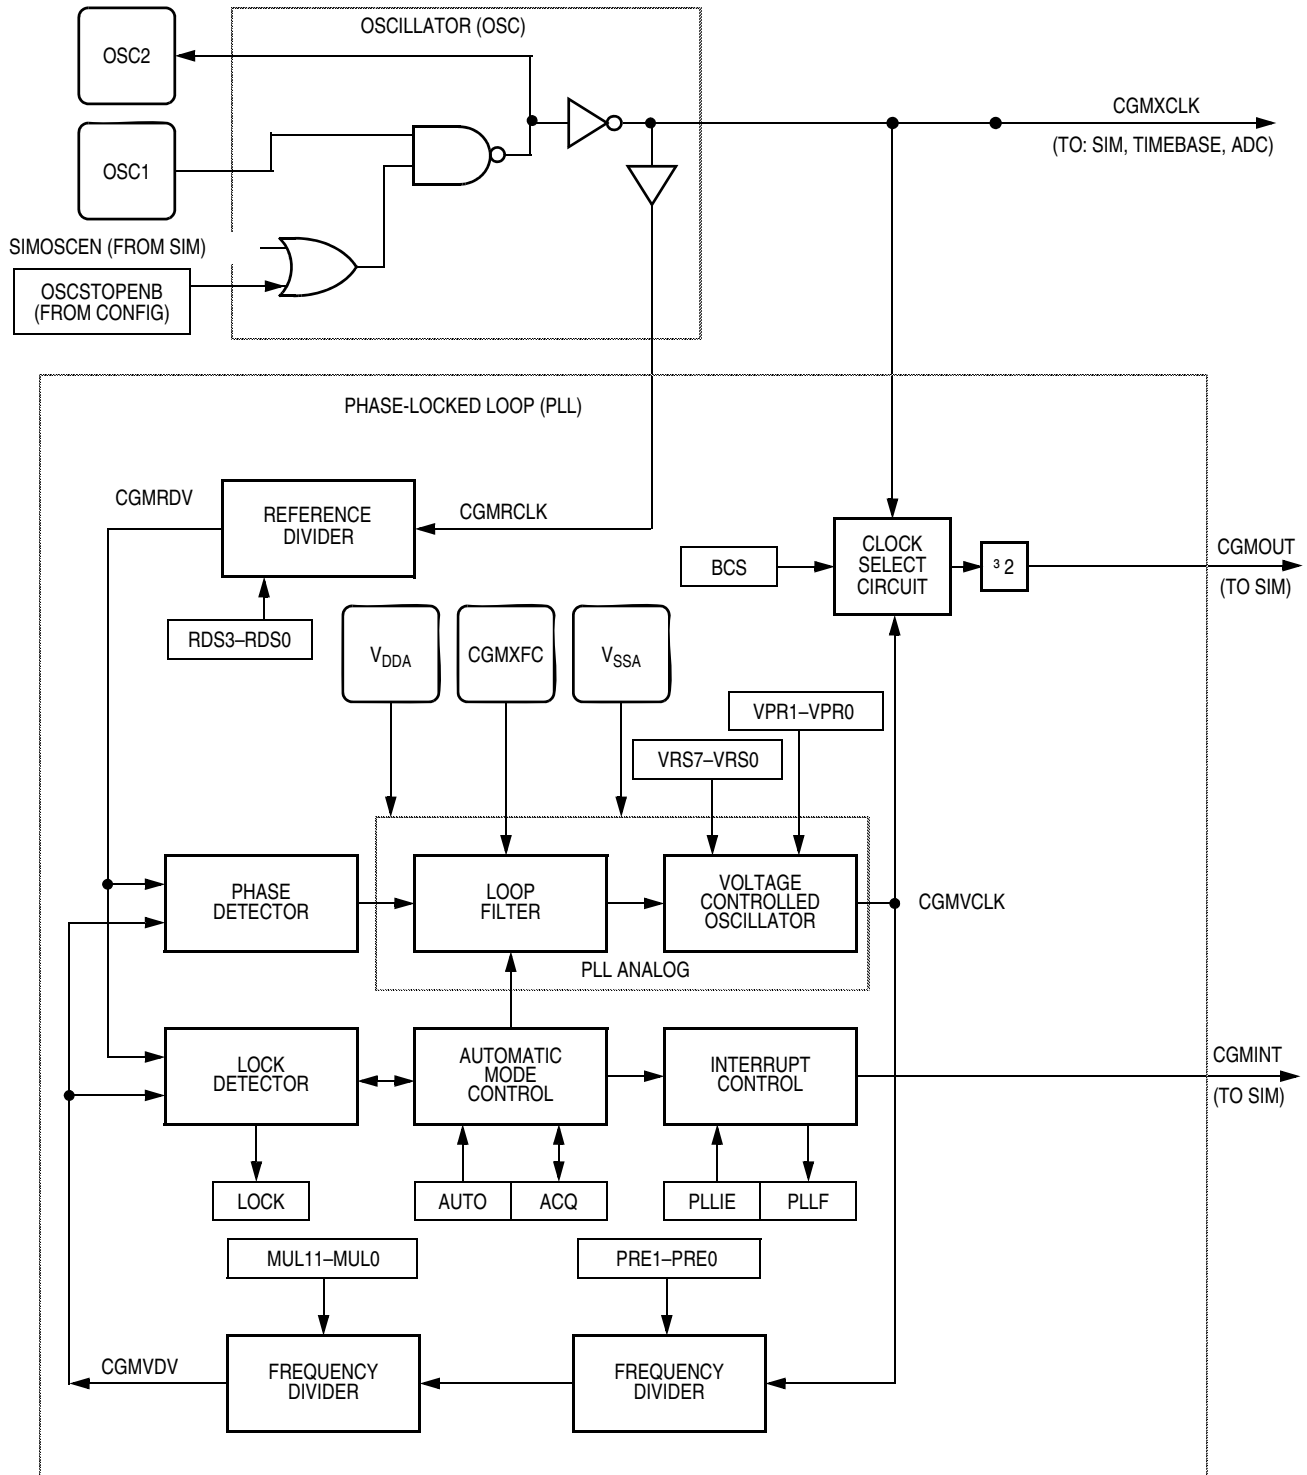 OSCILLATOR (OSC)
OSC2
CGMXCLK
(TO: SIM, TIMEBASE, ADC)
OSC1
SIMOSCEN (FROM SIM)
OSCSTOPENB
(FROM CONFIG)
PHASE-LOCKED LOOP (PLL)
CGMRDV
REFERENCE
DIVIDER
CGMRCLK
CLOCK
SELECT
CIRCUIT
BCS
³ 2
CGMOUT
(TO SIM)
RDS3–RDS0
VDDA
CGMXFC
VSSA
VPR1–VPR0
VRS7–VRS0
PHASE
DETECTOR
LOOP
FILTER
VOLTAGE
CONTROLLED
OSCILLATOR
CGMVCLK
PLL ANALOG
LOCK
DETECTOR
AUTOMATIC
MODE
CONTROL
INTERRUPT
CONTROL
CGMINT
(TO SIM)
LOCK
AUTO
ACQ
PLLIE
PLLF
MUL11–MUL0
PRE1–PRE0
CGMVDV
FREQUENCY
DIVIDER
FREQUENCY
DIVIDER